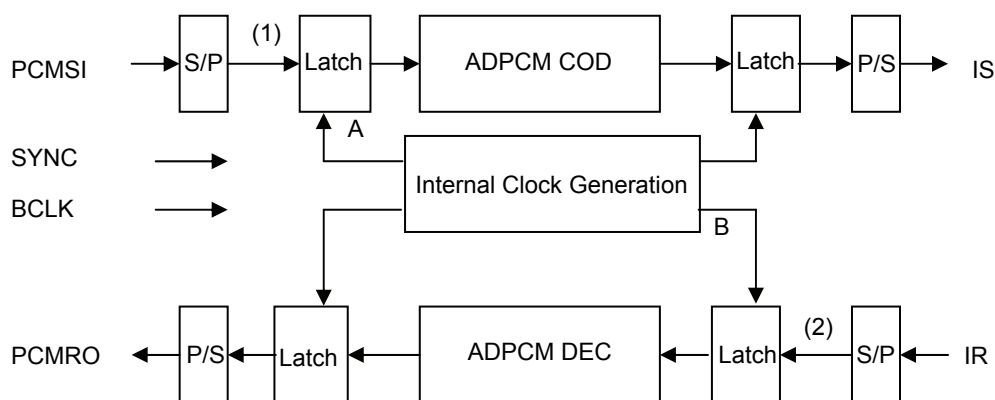 (1)
PCMSI
S/P
Latch
ADPCM COD
Latch
P/S
IS
A
SYNC
Internal Clock Generation
BCLK
B
(2)
PCMRO
P/S
Latch
ADPCM DEC
Latch
S/P
IR